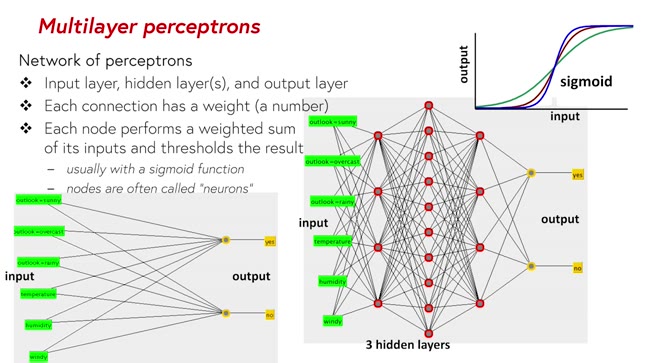 Multilayer perceptrons
Network of perceptrons
❖ Input layer, hidden layer(s), and output layer
❖ Each connection has a weight (a number)
❖ Each node performs a weighted sum
of its inputs and thresholds the result
– usually with a sigmoid function
– nodes are often called "neurons"
output
sigmoid
input
outlook=sunny
outlook=overcast
outlook=rainy
input
temperature
humidity
windy
yes
output
no
outlook=sunny
outlook=overcast
outlook=rainy
input
temperature
humidity
windy
yes
output
no
3 hidden layers